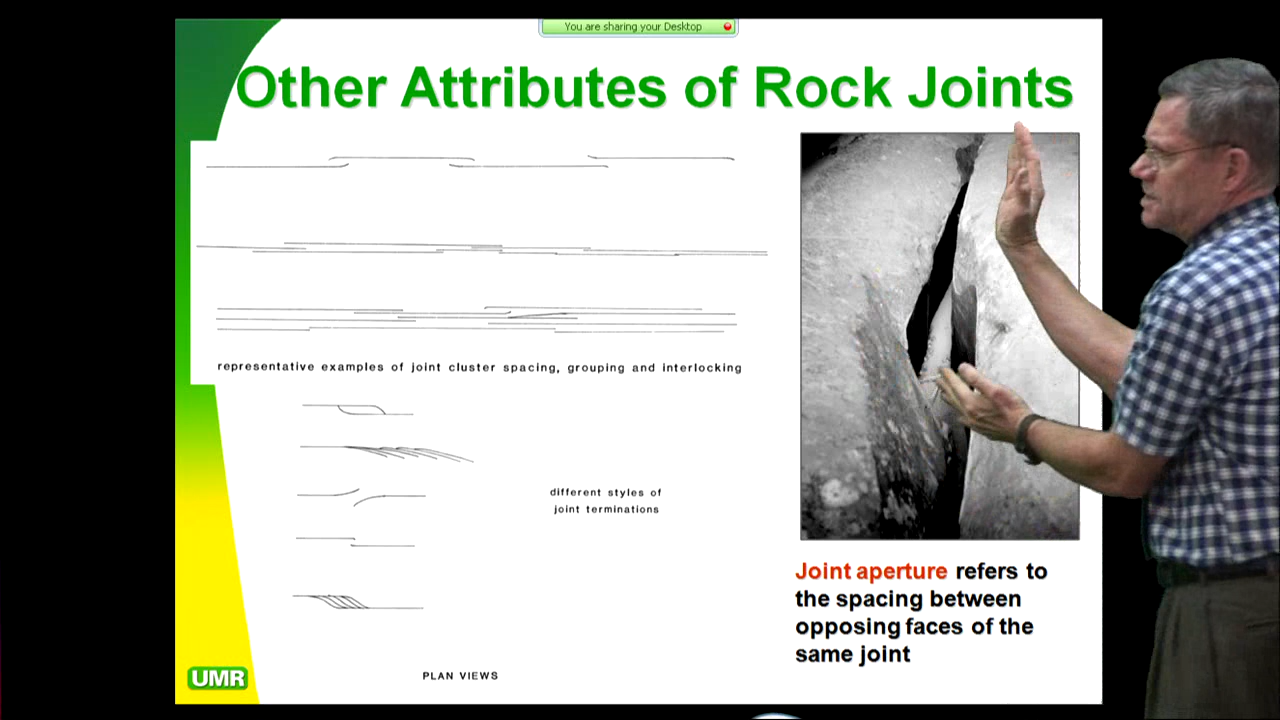 You are sharing your Desktop
Other Attributes of Rock Joints
representative examples of joint cluster spacing, grouping and interlocking
different styles of
joint terminations
PLAN VIEWS
Joint aperture refers to
the spacing between
opposing faces of the
same joint
UMR